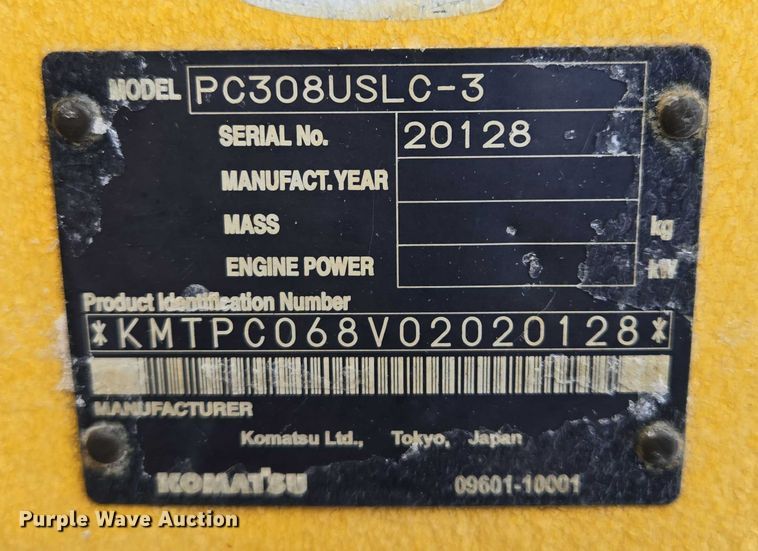 MODEL PC308USLC-3
SERIAL No. 20128
MANUFACT. YEAR
MASS kg
ENGINE POWER kW
Product Identification Number
*KMTPC068V02020128*
MANUFACTURER
Komatsu Ltd., Tokyo, Japan
KOMATSU 09601-10001
Purple Wave Auction